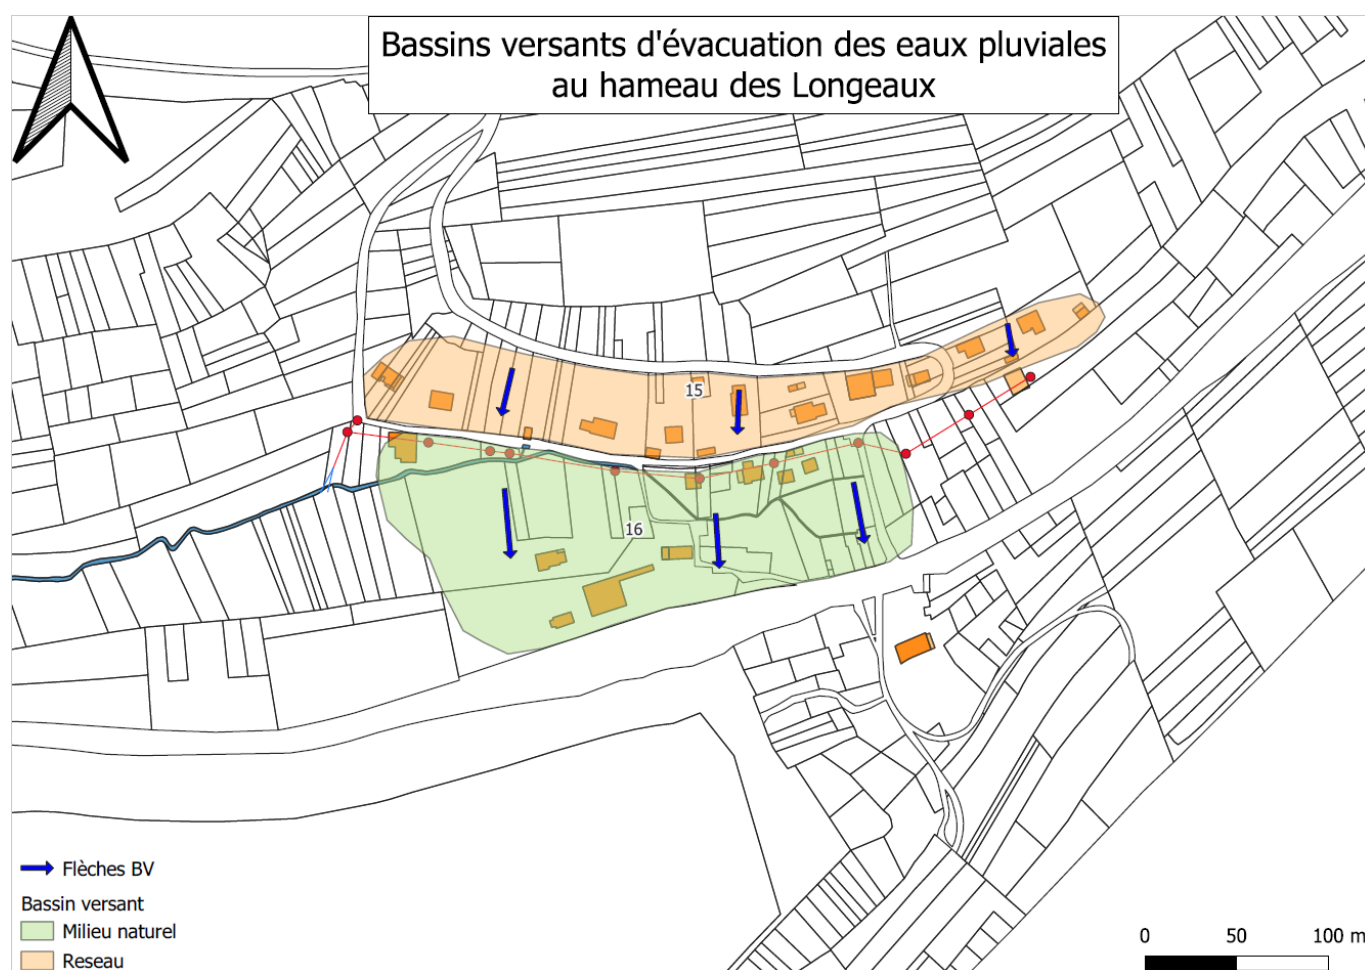 Bassins versants d'évacuation des eaux pluviales
au hameau des Longeaux
15
16
Flèches BV
Bassin versant
Milieu naturel
Reseau
0 50 100 m